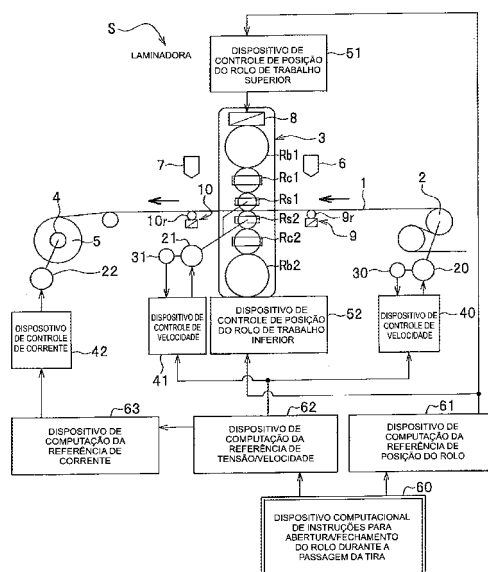 S
LAMINADORA
DISPOSITIVO DE
CONTROLE DE POSIÇÃO
DO ROLO DE TRABALHO
SUPERIOR
51
8
3
Rb1
7
6
Rc1
4
10
Rs1
1
2
5
10r
Rs2
9r
9
21
31
Rc2
22
30
20
Rb2
DISPOSOTIVO
DE CONTROLE
DE CORRENTE
42
DISPOSITIVO
DE CONTROLE DE
VELOCIDADE
41
DISPOSITIVO DE
CONTROLE DE POSIÇÃO
DO ROLO DE TRABALHO
INFERIOR
52
DISPOSITIVO
DE CONTROLE DE
VELOCIDADE
40
63
DISPOSITIVO DE
COMPUTAÇÃO DA
REFERÊNCIA DE
CORRENTE
62
DISPOSITIVO DE
COMPUTAÇÃO DA
REFERÊNCIA DE
TENSÃO/VELOCIDADE
61
DISPOSITIVO DE
COMPUTAÇÃO DA
REFERÊNCIA DE
POSIÇÃO DO ROLO
60
DISPOSITIVO COMPUTACIONAL
DE INSTRUÇÕES PARA
ABERTURA/FECHAMENTO
DO ROLO DURANTE A
PASSAGEM DA TIRA